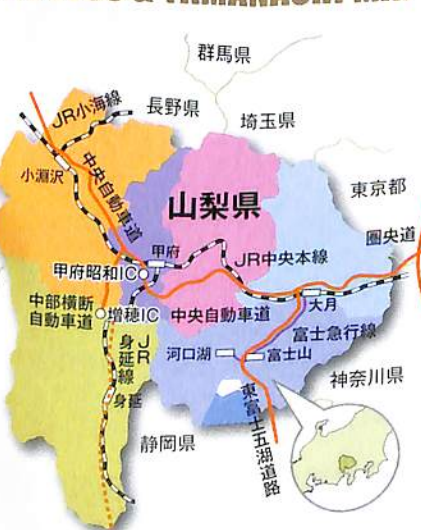 群馬県
JR小海線
長野県
埼玉県
小淵沢
中央自動車道
山梨県
東京都
甲府
JR中央本線
圏央道
甲府昭和IC
中部横断
自動車道
増穂IC
中央自動車道
大月
富士急行線
河口湖
富士山
JR
身延線
身延
神奈川県
静岡県
東富士五湖道路